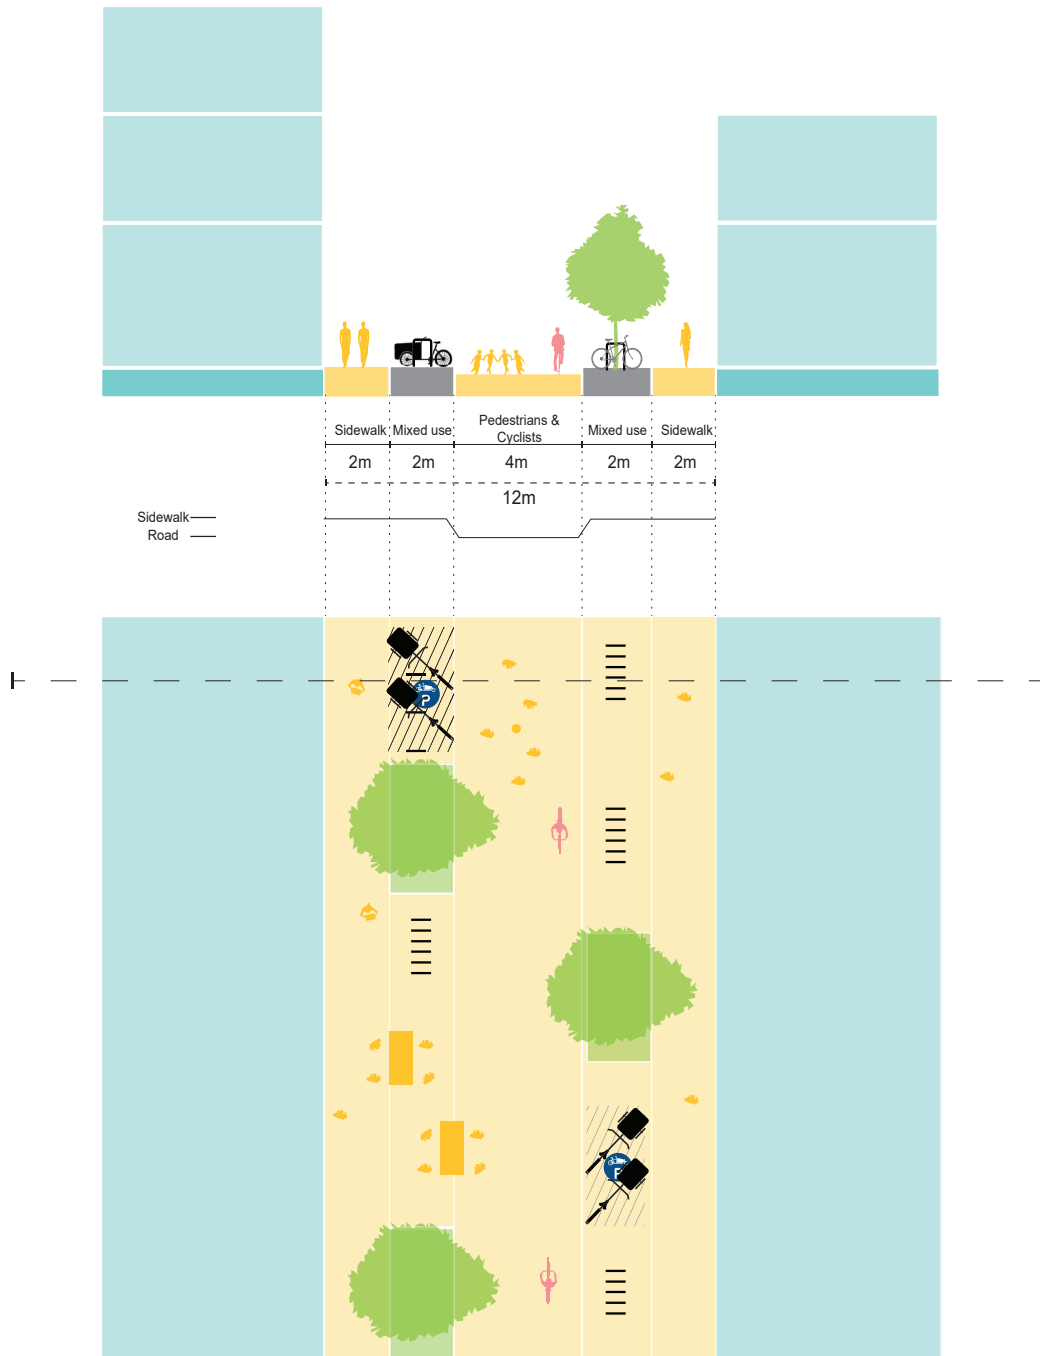 Sidewalk Mixed use Pedestrians & Mixed use Sidewalk
Cyclists
2m 2m 4m 2m 2m
12m
Sidewalk
Road
P
P